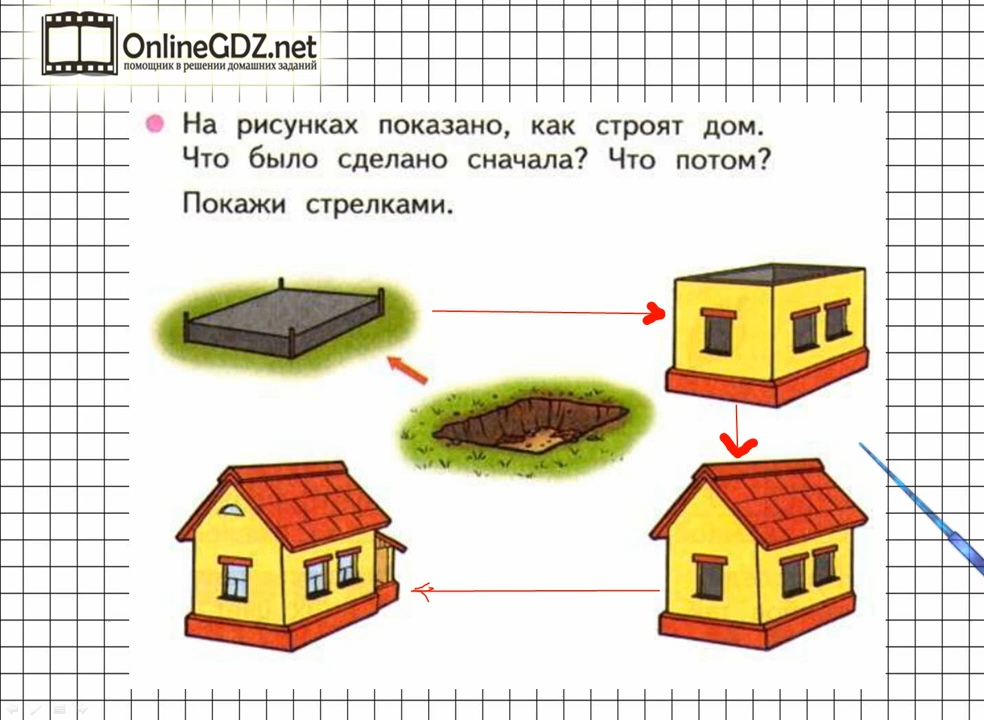 OnlineGDZ.net
ПОМОЩНИК В РЕШЕНИИ ДОМАШНИХ ЗАДАНИЙ
На рисунках показано, как строят дом.
Что было сделано сначала? Что потом?
Покажи стрелками.